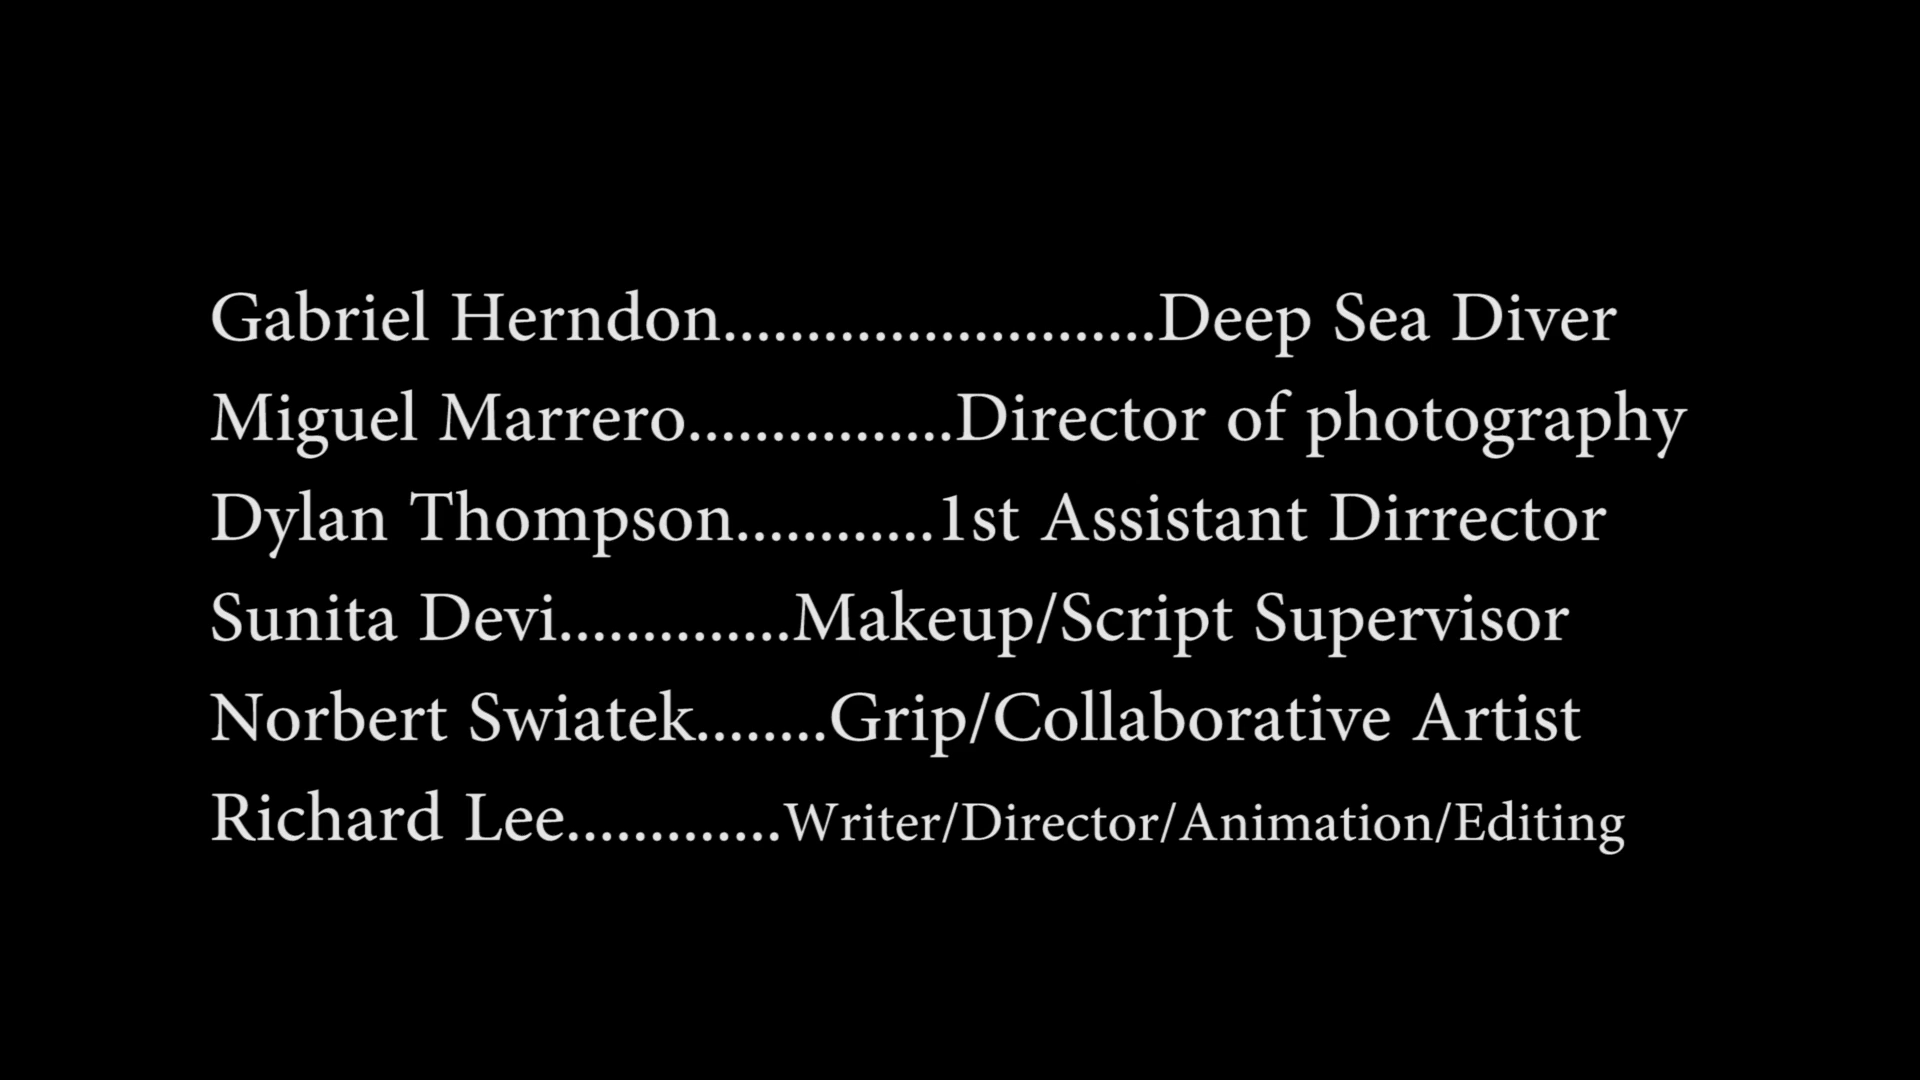 Gabriel Herndon..........................Deep Sea Diver
Miguel Marrero................Director of photography
Dylan Thompson............1st Assistant Dirrector
Sunita Devi..............Makeup/Script Supervisor
Norbert Swiatek........Grip/Collaborative Artist
Richard Lee.............Writer/Director/Animation/Editing